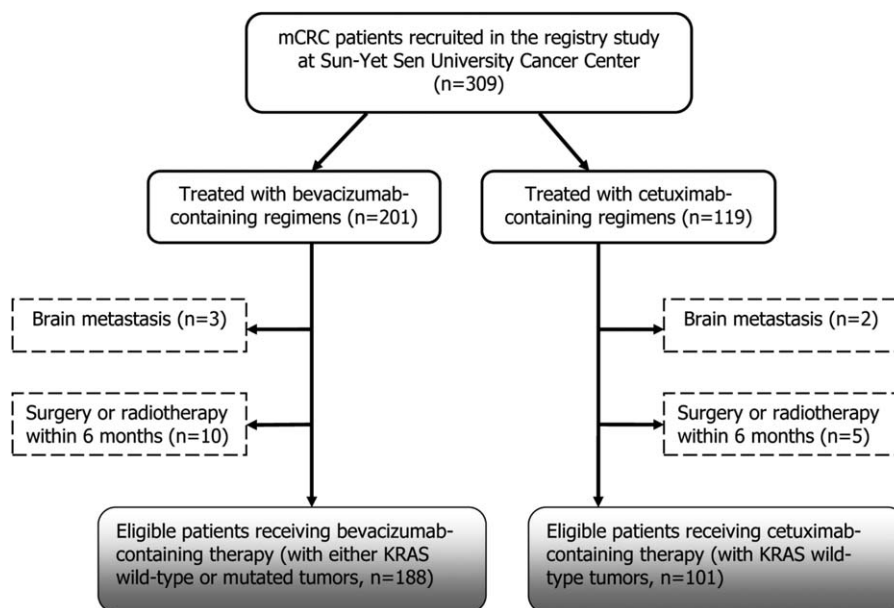 mCRC patients recruited in the registry study
at Sun-Yet Sen University Cancer Center
(n=309)
Treated with bevacizumab-
containing regimens (n=201)
Treated with cetuximab-
containing regimens (n=119)
Brain metastasis (n=3)
Brain metastasis (n=2)
Surgery or radiotherapy
within 6 months (n=10)
Surgery or radiotherapy
within 6 months (n=5)
Eligible patients receiving bevacizumab-
containing therapy (with either KRAS
wild-type or mutated tumors, n=188)
Eligible patients receiving cetuximab-
containing therapy (with KRAS wild-
type tumors, n=101)